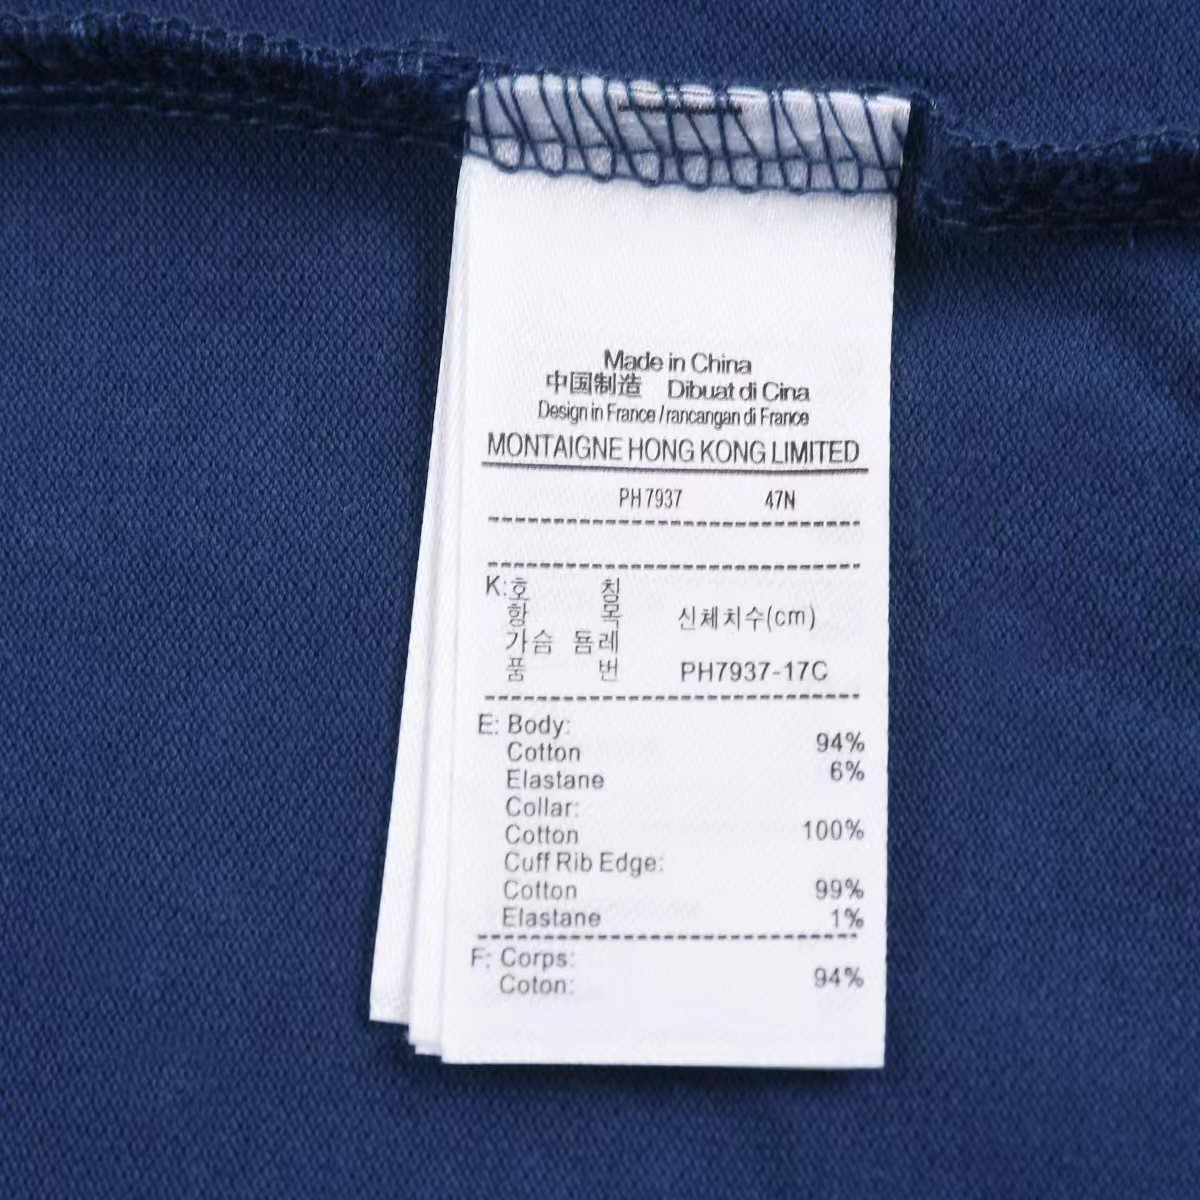 Made in China
中国制造 Dibuat di Cina
Design in France / rancangan di France
MONTAIGNE HONG KONG LIMITED
PH7937 47N
K:호 칭
항 목 신체치수(cm)
가슴 둘레
품 번 PH7937-17C
E: Body:
Cotton 94%
Elastane 6%
Collar:
Cotton 100%
Cuff Rib Edge:
Cotton 99%
Elastane 1%
F: Corps:
Coton: 94%